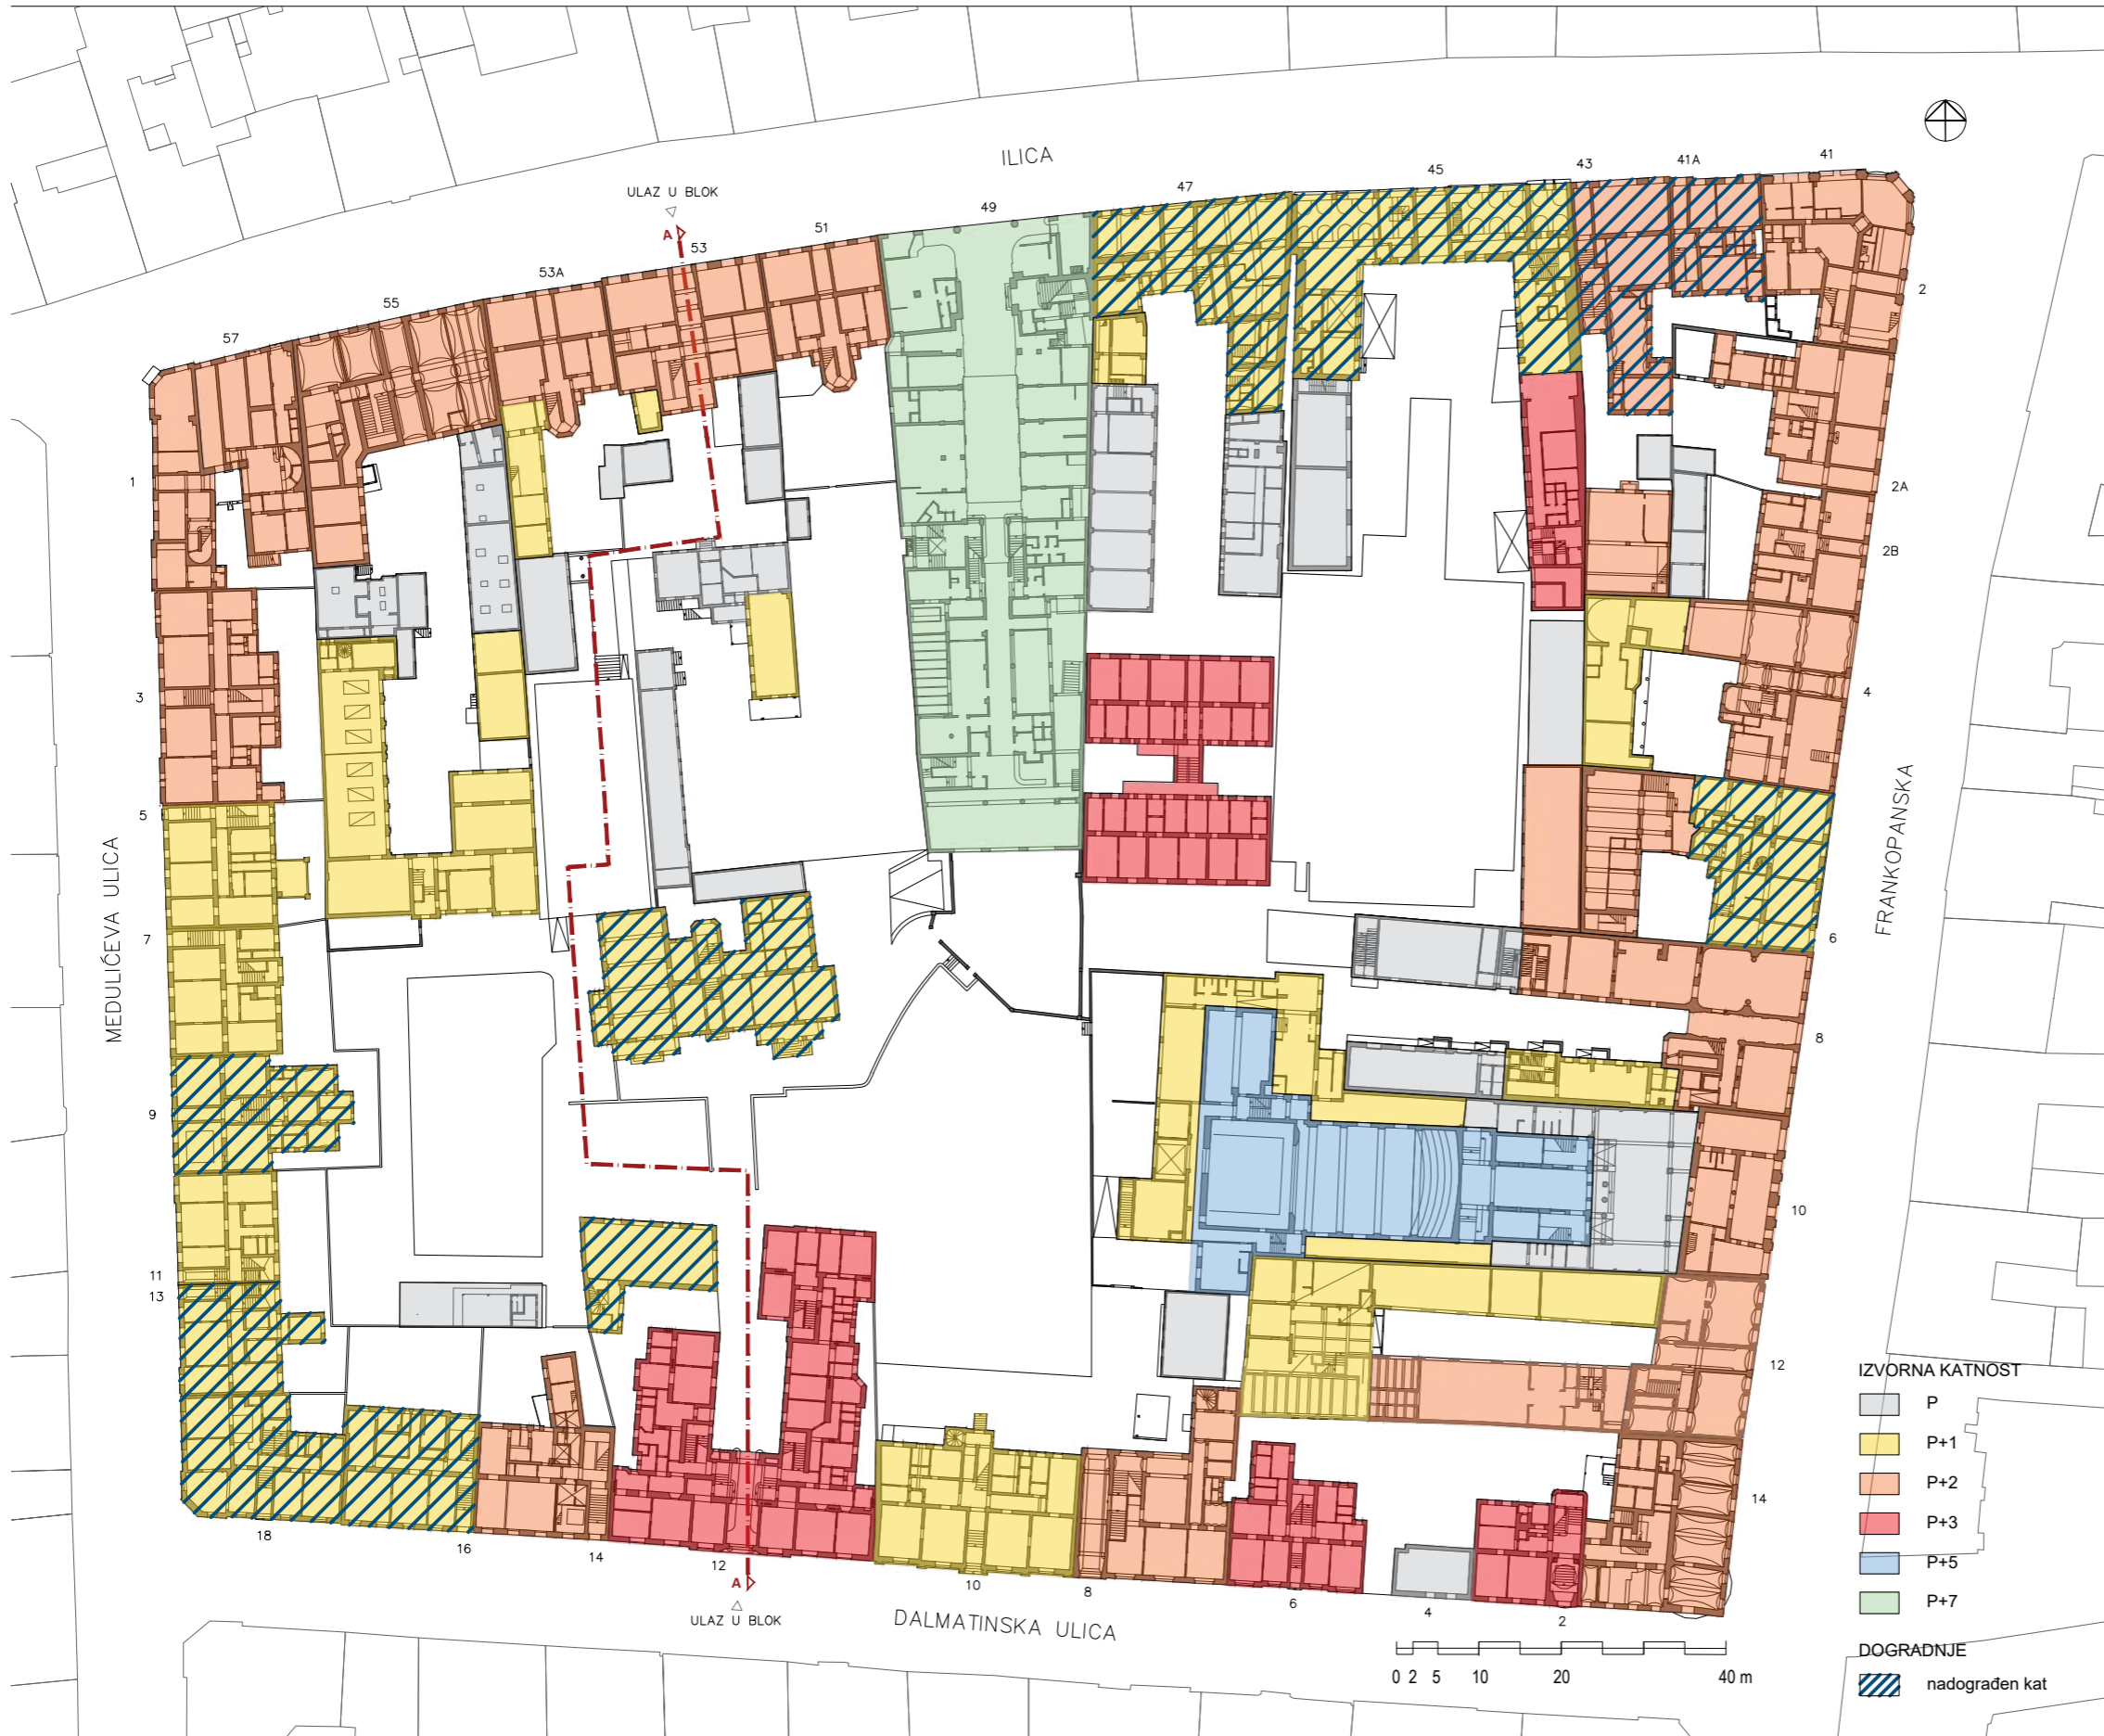 ILICA
ULAZ U BLOK
A
57
55
53A
53
51
49
47
45
43
41A
41
2
2A
2B
4
6
8
10
12
14
1
3
5
7
9
11
13
MEDULIĆEVA ULICA
FRANKOPANSKA
18
16
14
12
10
8
6
4
2
A
ULAZ U BLOK
DALMATINSKA ULICA
IZVORNA KATNOST
P
P+1
P+2
P+3
P+5
P+7
DOGRADNJE
nadograđen kat
0 2 5 10 20 40 m